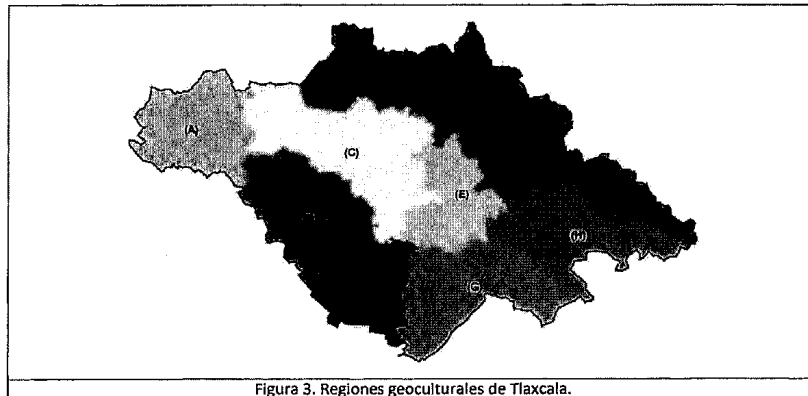 (A)
(C)
(E)
(H)
(G)
Figura 3. Regiones geoculturales de Tlaxcala.